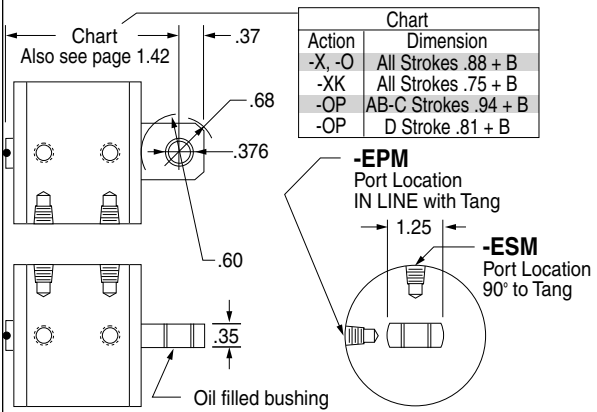 Chart
Also see page 1.42
.37
.68
.376
.60
.35
Oil filled bushing
Chart
Action Dimension
-X, -O All Strokes .88 + B
-XK All Strokes .75 + B
-OP AB-C Strokes .94 + B
-OP D Stroke .81 + B
-EPM
Port Location
IN LINE with Tang
1.25
-ESM
Port Location
90° to Tang